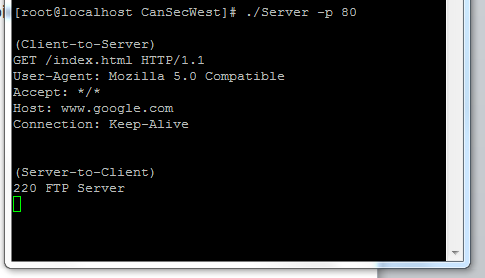 [root@localhost CanSecWest]# ./Server -p 80
(Client-to-Server)
GET /index.html HTTP/1.1
User-Agent: Mozilla 5.0 Compatible
Accept: */*
Host: www.google.com
Connection: Keep-Alive
(Server-to-Client)
220 FTP Server